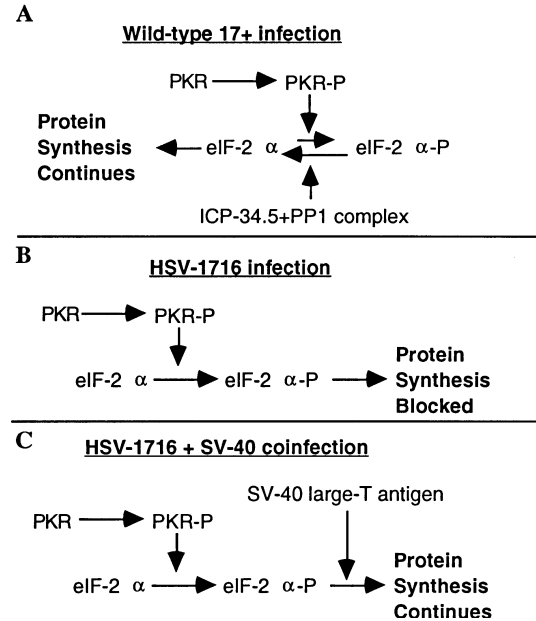 A
Wild-type 17+ infection
PKR PKR-P
Protein
Synthesis
Continues
eIF-2 α eIF-2 α-P
ICP-34.5+PP1 complex
B
HSV-1716 infection
PKR PKR-P
eIF-2 α eIF-2 α-P
Protein
Synthesis
Blocked
C
HSV-1716 + SV-40 coinfection
SV-40 large-T antigen
PKR PKR-P
eIF-2 α eIF-2 α-P
Protein
Synthesis
Continues